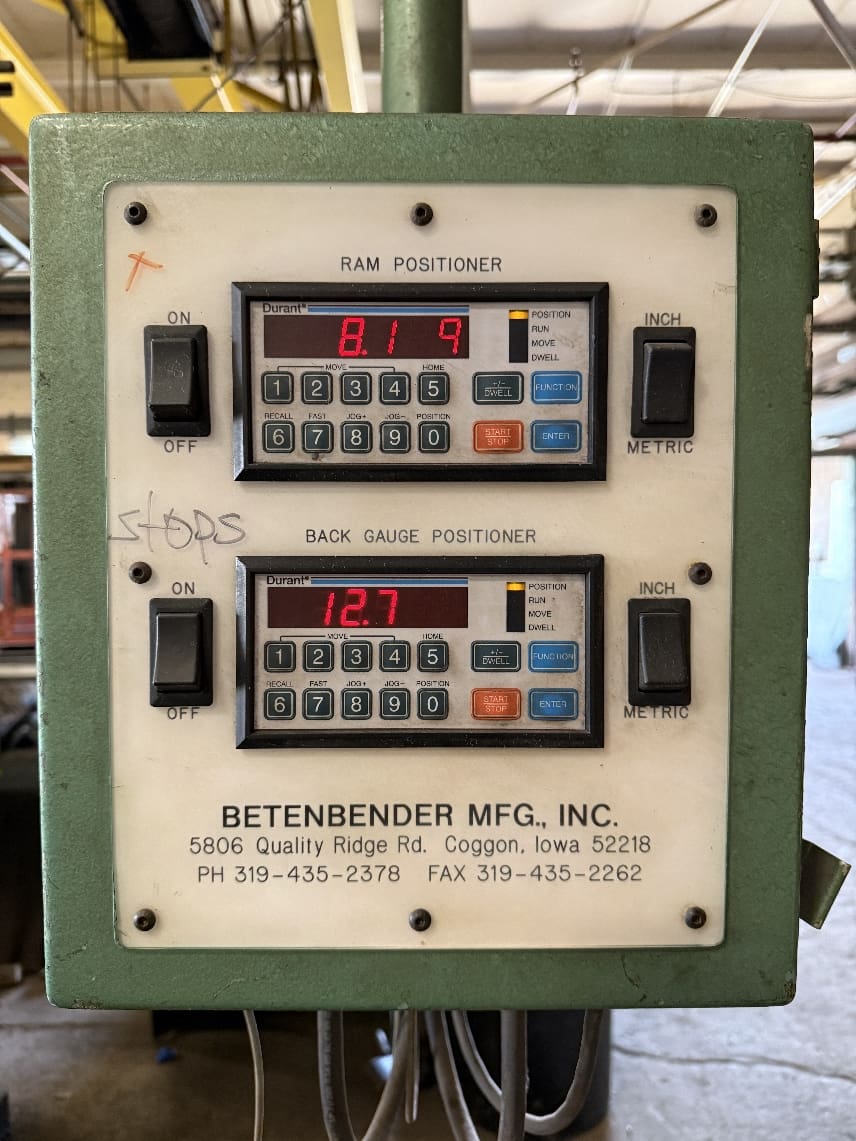 RAM POSITIONER
ON
OFF
Durant
8.1 9
POSITION
RUN
MOVE
DWELL
MOVE HOME
1 2 3 4 5
+/- DWELL
FUNCTION
RECALL FAST JOG+ JOG- POSITION
6 7 8 9 0
START STOP
ENTER
INCH
METRIC
stops
BACK GAUGE POSITIONER
ON
OFF
Durant
12.7
POSITION
RUN
MOVE
DWELL
MOVE HOME
1 2 3 4 5
+/- DWELL
FUNCTION
RECALL FAST JOG+ JOG- POSITION
6 7 8 9 0
START STOP
ENTER
INCH
METRIC
BETENBENDER MFG., INC.
5806 Quality Ridge Rd. Coggon, Iowa 52218
PH 319-435-2378 FAX 319-435-2262